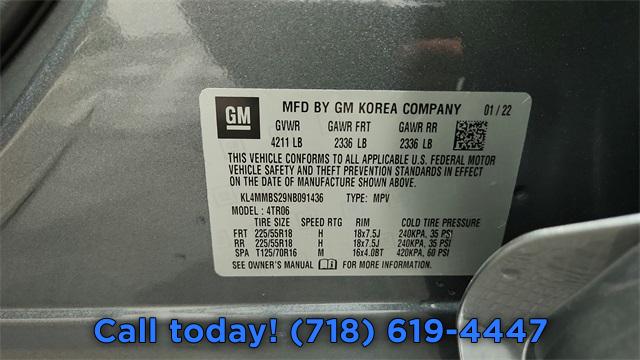 GM MFD BY GM KOREA COMPANY 01/22
GVWR GAWR FRT GAWR RR
4211 LB 2336 LB 2336 LB
THIS VEHICLE CONFORMS TO ALL APPLICABLE U.S. FEDERAL MOTOR
VEHICLE SAFETY AND THEFT PREVENTION STANDARDS IN EFFECT
ON THE DATE OF MANUFACTURE SHOWN ABOVE.
KL4MMBS29NB091436 TYPE: MPV
MODEL : 4TR06
TIRE SIZE SPEED RTG RIM COLD TIRE PRESSURE
FRT 225/55R18 H 18x7.5J 240KPA, 35 PSI
RR 225/55R18 H 18x7.5J 240KPA, 35 PSI
SPA T125/70R16 M 16x4.0BT 420KPA, 60 PSI
SEE OWNER'S MANUAL FOR MORE INFORMATION.
Call today! (718) 619-4447